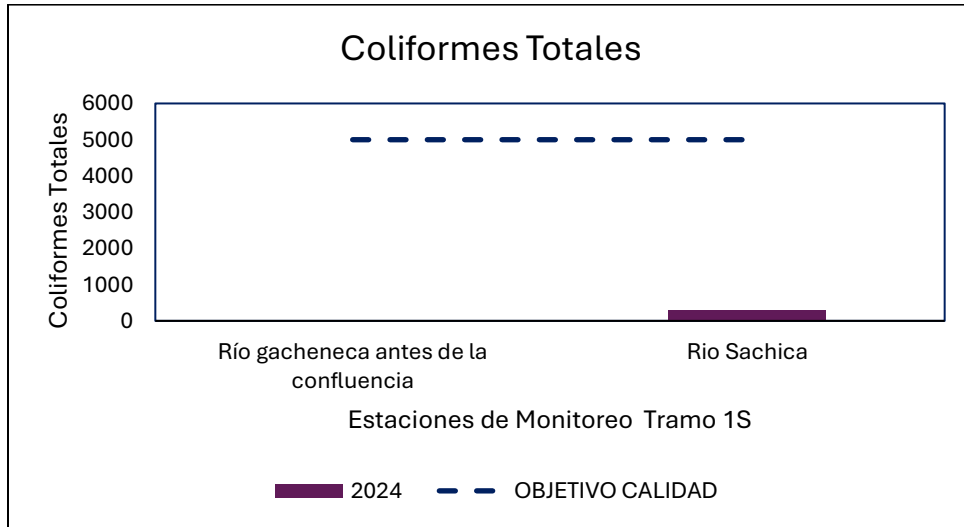 Coliformes Totales
Coliformes Totales
6000
5000
4000
3000
2000
1000
0
Río gacheneca antes de la
confluencia
Rio Sachica
Estaciones de Monitoreo Tramo 1S
2024
OBJETIVO CALIDAD